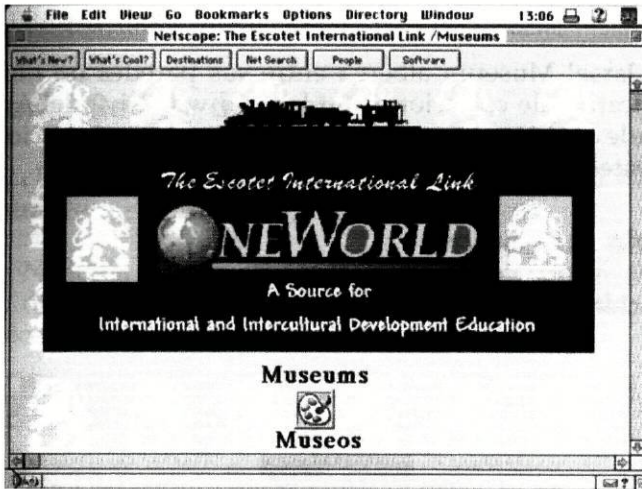 File Edit View Go Bookmarks Options Directory Window 13:06
Netscape: The Escotet International Link /Museums
What's New? What's Cool? Destinations Net Search People Software
The Escotet International Link
ONEWORLD
A Source for
International and Intercultural Development Education
Museums
Museos